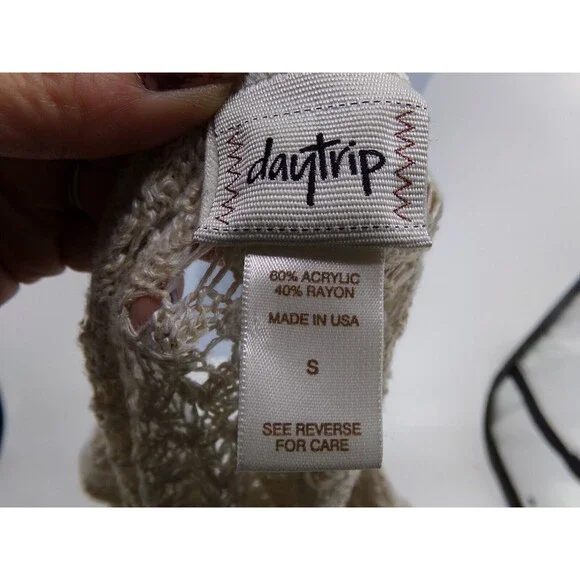 daytrip
60% ACRYLIC
40% RAYON
MADE IN USA
S
SEE REVERSE
FOR CARE